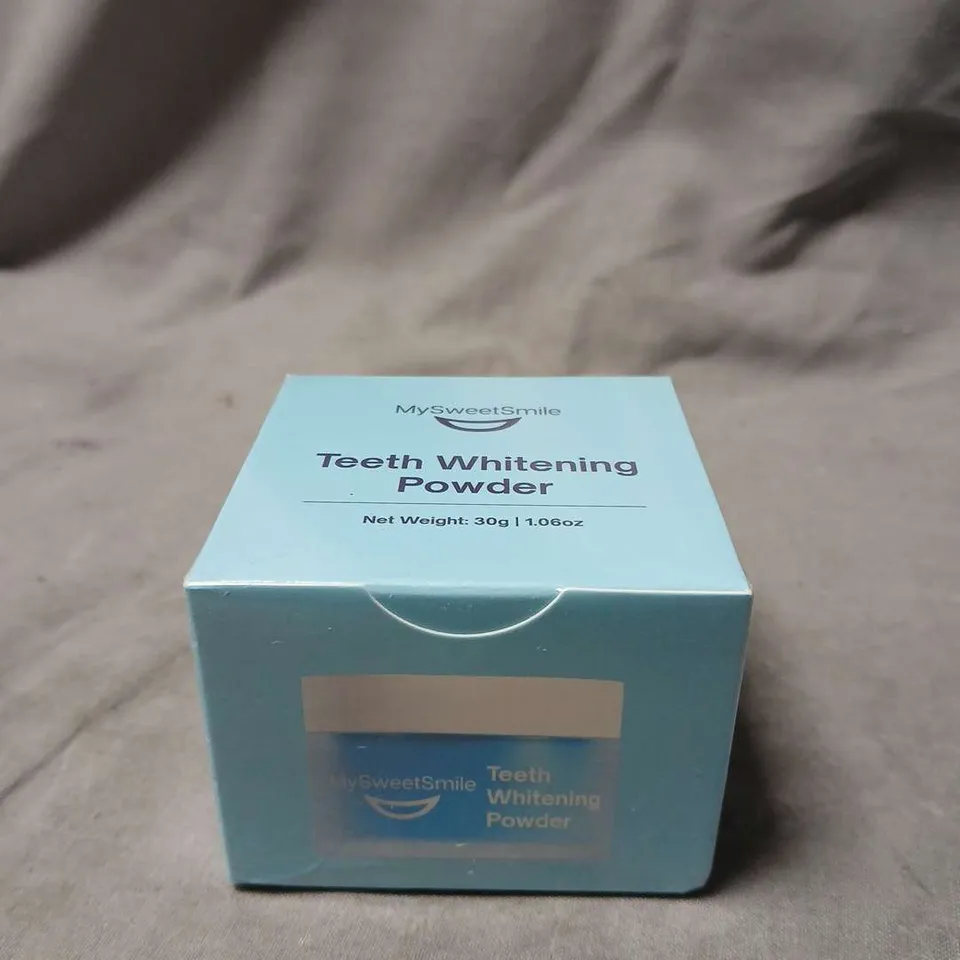 MySweetSmile
Teeth Whitening
Powder
Net Weight: 30g | 1.06oz
MySweetSmile
Teeth
Whitening
Powder